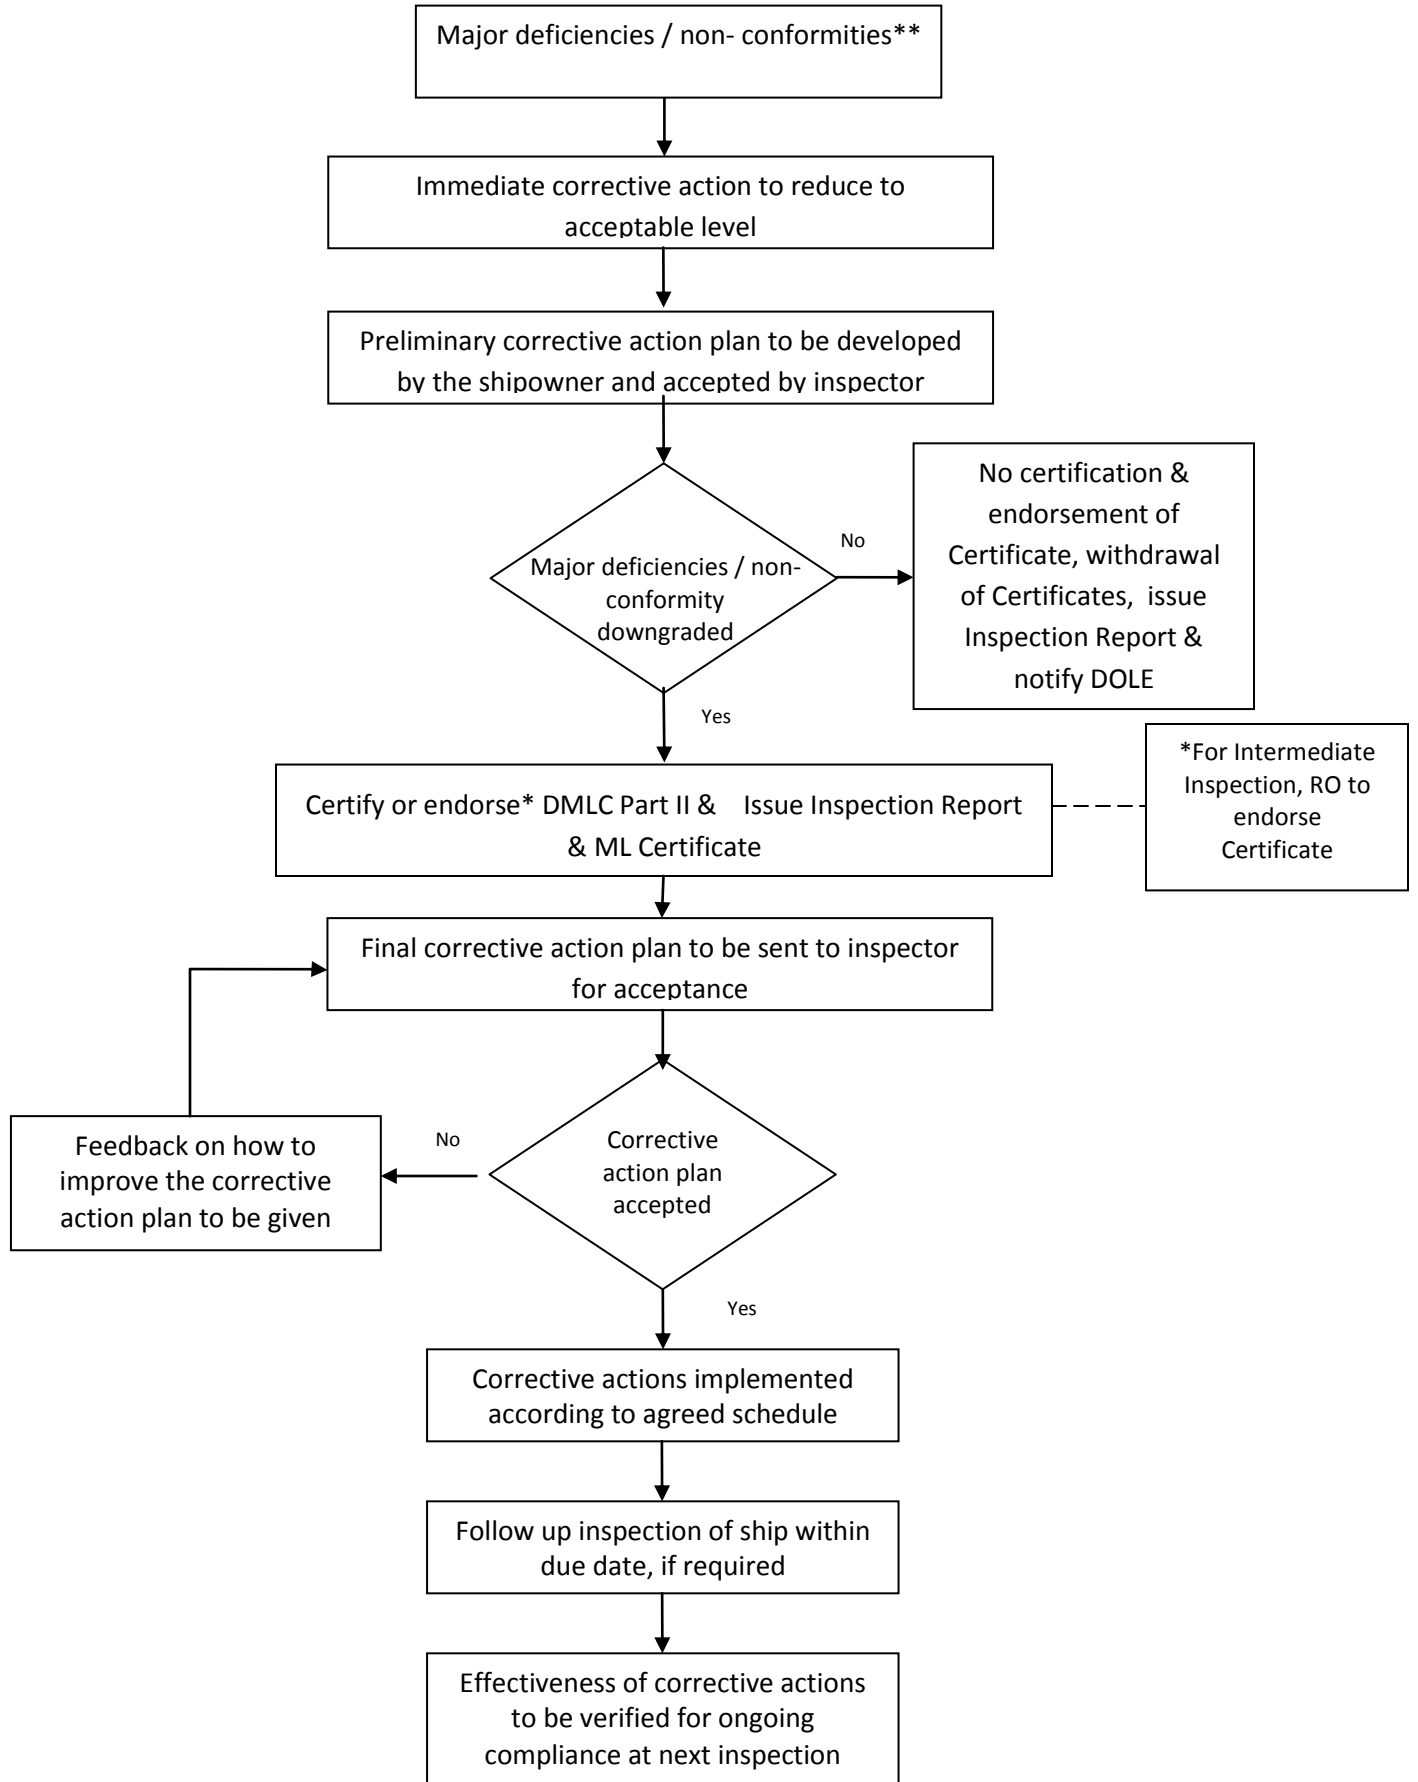 Major deficiencies / non- conformities**
Immediate corrective action to reduce to
acceptable level
Preliminary corrective action plan to be developed
by the shipowner and accepted by inspector
No certification &
endorsement of
Certificate, withdrawal
of Certificates,  issue
Inspection Report &
notify DOLE
No
Major deficiencies / non-
conformity
downgraded
Yes
*For Intermediate
Inspection, RO to
endorse
Certificate
Certify or endorse* DMLC Part II &    Issue Inspection Report
& ML Certificate
Final corrective action plan to be sent to inspector
for acceptance
Feedback on how to
improve the corrective
action plan to be given
No
Corrective
action plan
accepted
Yes
Corrective actions implemented
according to agreed schedule
Follow up inspection of ship within
due date, if required
Effectiveness of corrective actions
to be verified for ongoing
compliance at next inspection